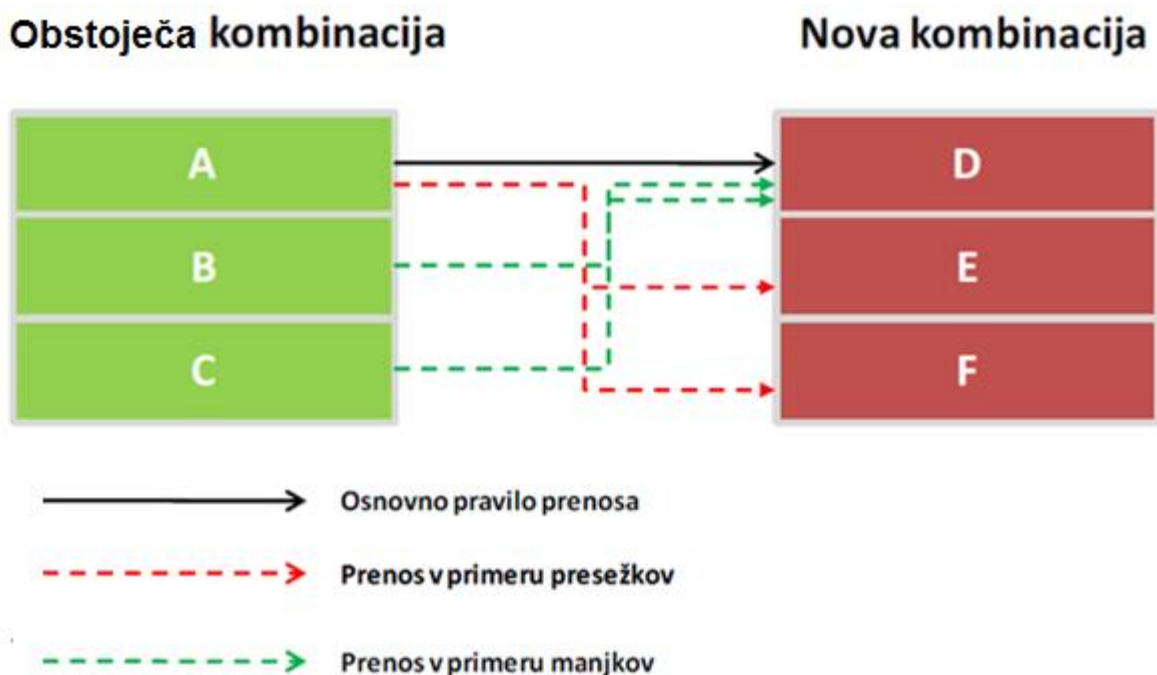 Obstoječa kombinacija
Nova kombinacija
A
D
B
E
C
F
Osnovno pravilo prenosa
Prenos v primeru presežkov
Prenos v primeru manjkov